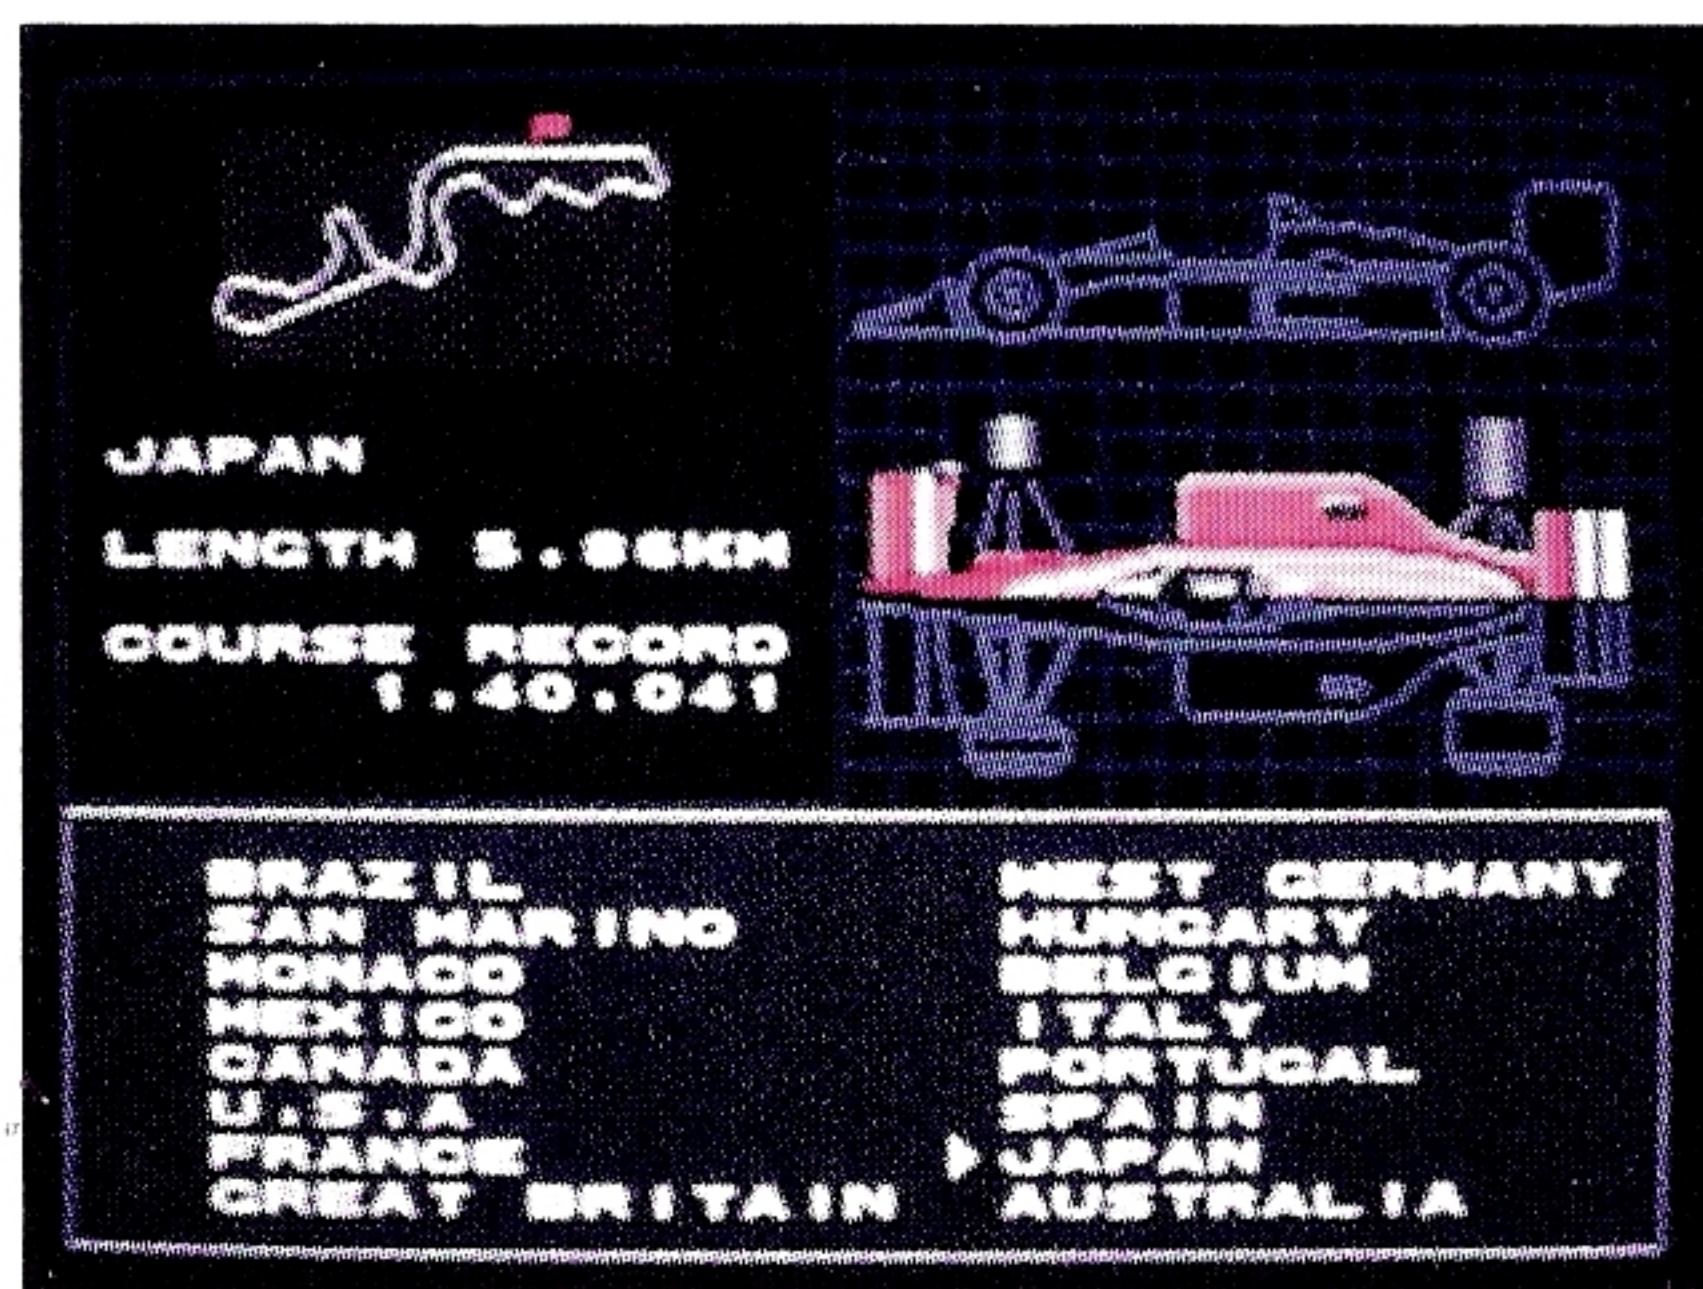 JAPAN
LENGTH 5.86KM
COURSE RECORD
1.40.041
BRAZIL
SAN MARINO
MONACO
MEXICO
CANADA
U.S.A
FRANCE
GREAT BRITAIN
WEST GERMANY
HUNGARY
BELGIUM
ITALY
PORTUGAL
SPAIN
JAPAN
AUSTRALIA